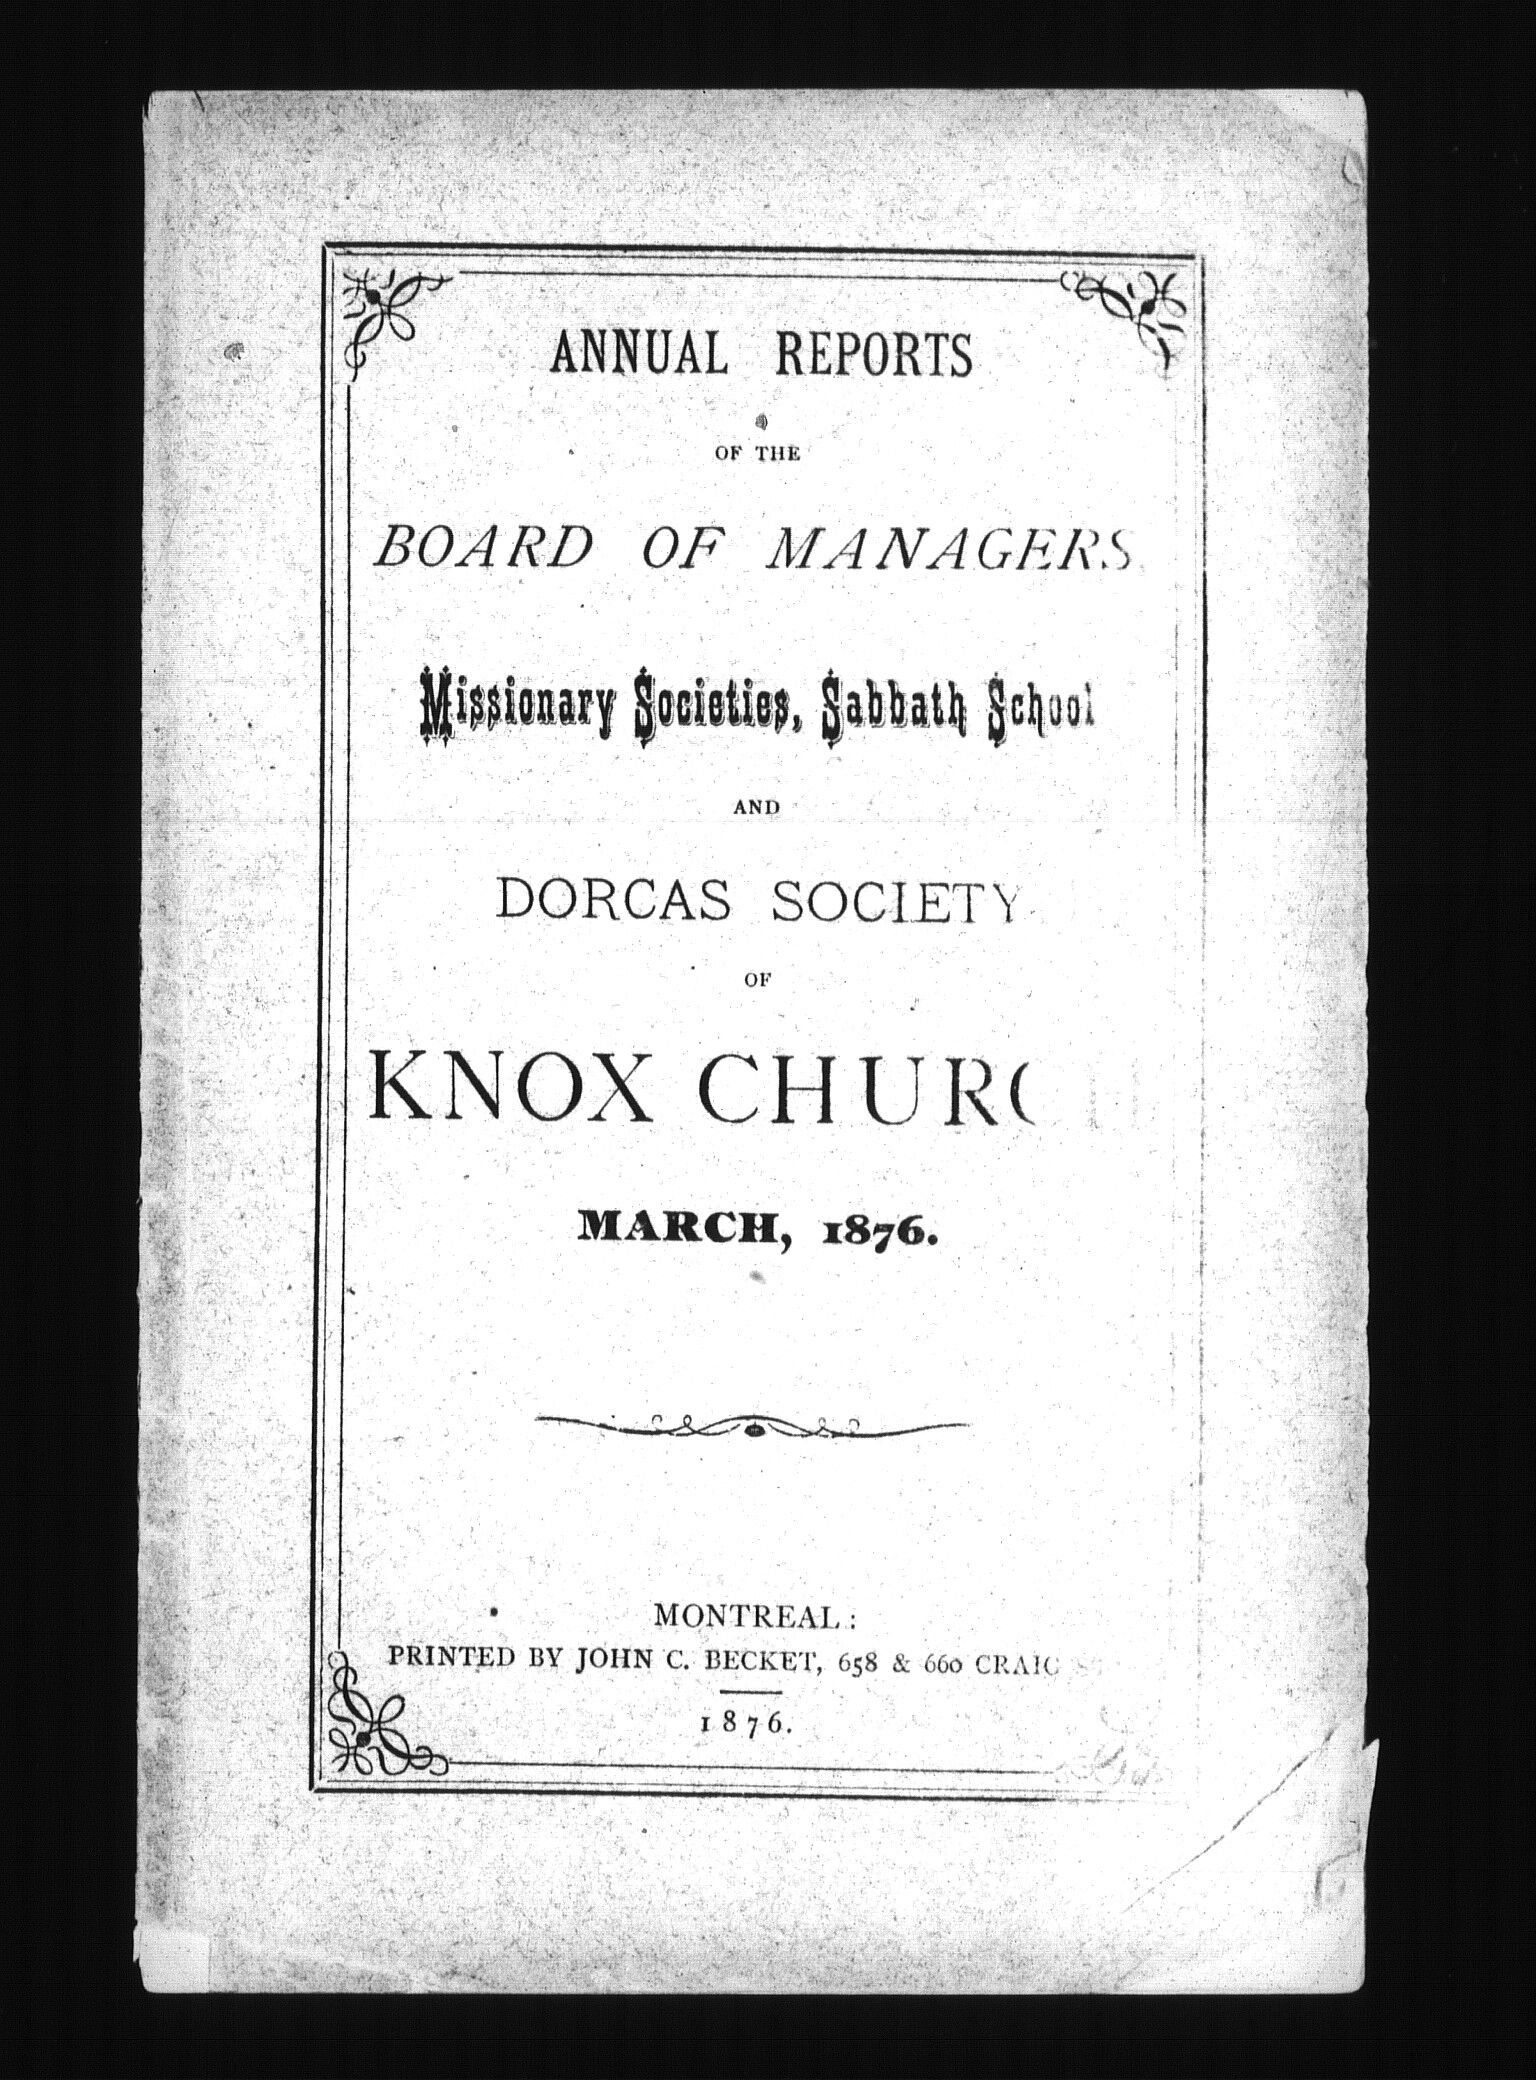 ANNUAL REPORTS
OF THE
BOARD OF MANAGERS
Missionary Societies, Sabbath School
AND
DORCAS SOCIETY
OF
KNOX CHURCH
MARCH, 1876.
MONTREAL:
PRINTED BY JOHN C. BECKET, 658 & 660 CRAIG
1876.